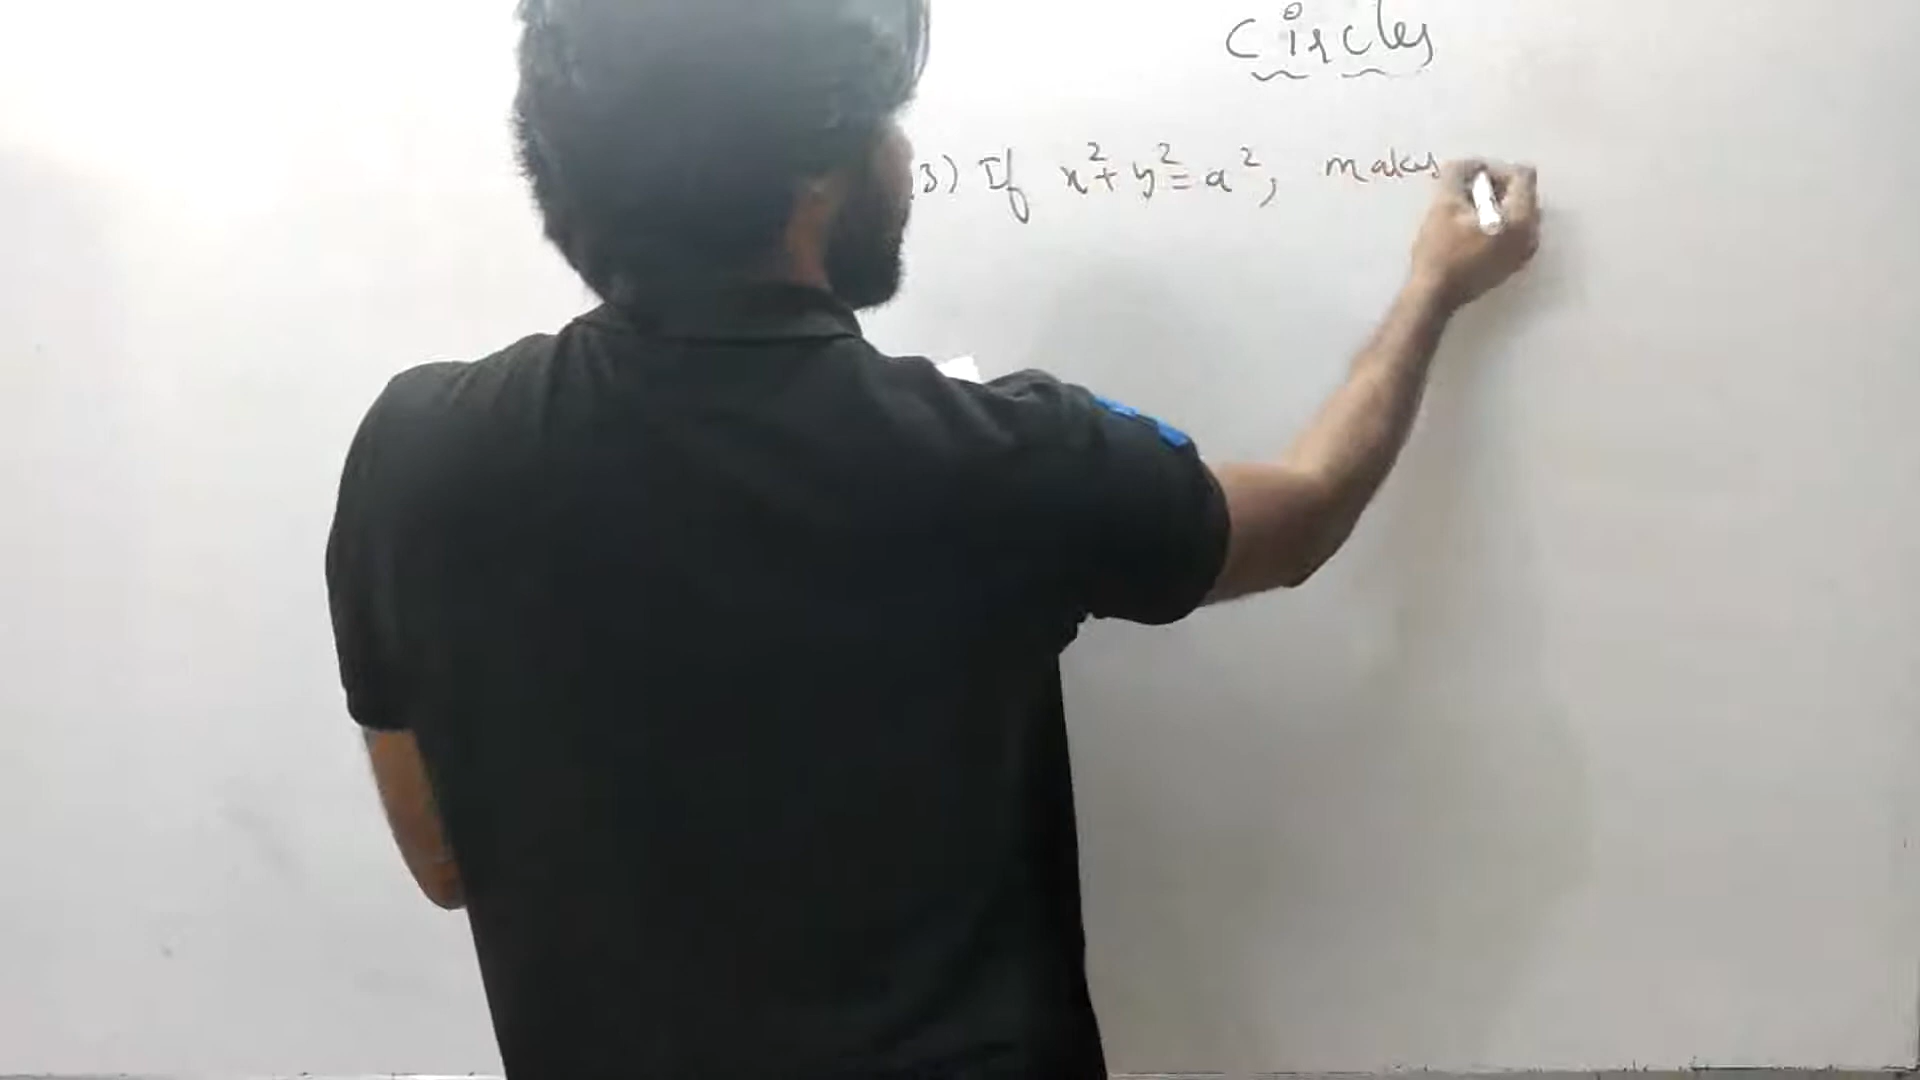 Circles
3) If x²+y²=a², makes